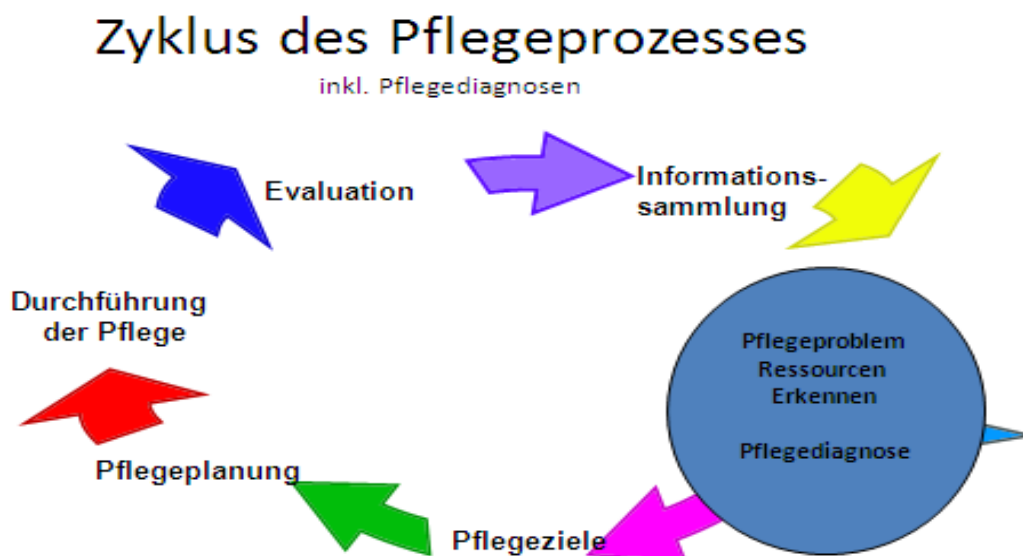 Zyklus des Pflegeprozesses
inkl. Pflegediagnosen
Evaluation
Informations-
sammlung
Durchführung
der Pflege
Pflegeproblem
Ressourcen
Erkennen
Pflegediagnose
Pflegeplanung
Pflegeziele